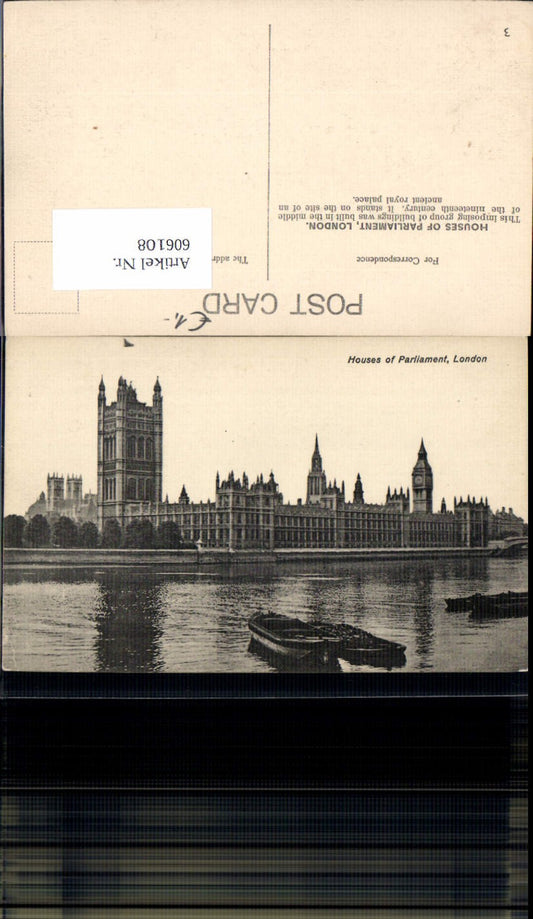 POST CARD
€1,-
For Correspondence
The addr
HOUSES OF PARLIAMENT, LONDON.
This imposing group of buildings was built in the middle
of the nineteenth century. It stands on the site of an
ancient royal palace.
3
Artikel Nr.
606108
Houses of Parliament, London